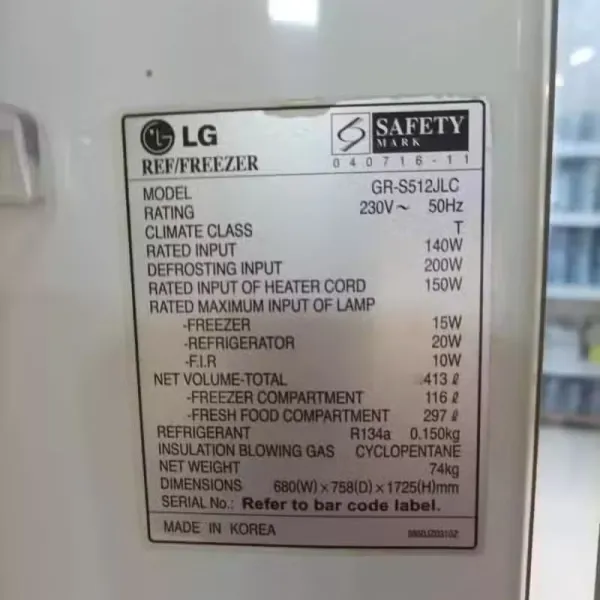 LG
SAFETY
MARK
REF/FREEZER
040716-11
MODEL GR-S512JLC
RATING 230V~ 50Hz
CLIMATE CLASS T
RATED INPUT 140W
DEFROSTING INPUT 200W
RATED INPUT OF HEATER CORD 150W
RATED MAXIMUM INPUT OF LAMP
-FREEZER 15W
-REFRIGERATOR 20W
-F.I.R 10W
NET VOLUME-TOTAL 413 ℓ
-FREEZER COMPARTMENT 116 ℓ
-FRESH FOOD COMPARTMENT 297 ℓ
REFRIGERANT R134a 0.150kg
INSULATION BLOWING GAS CYCLOPENTANE
NET WEIGHT 74kg
DIMENSIONS 680(W)×758(D)×1725(H)mm
SERIAL No.: Refer to bar code label.
MADE IN KOREA